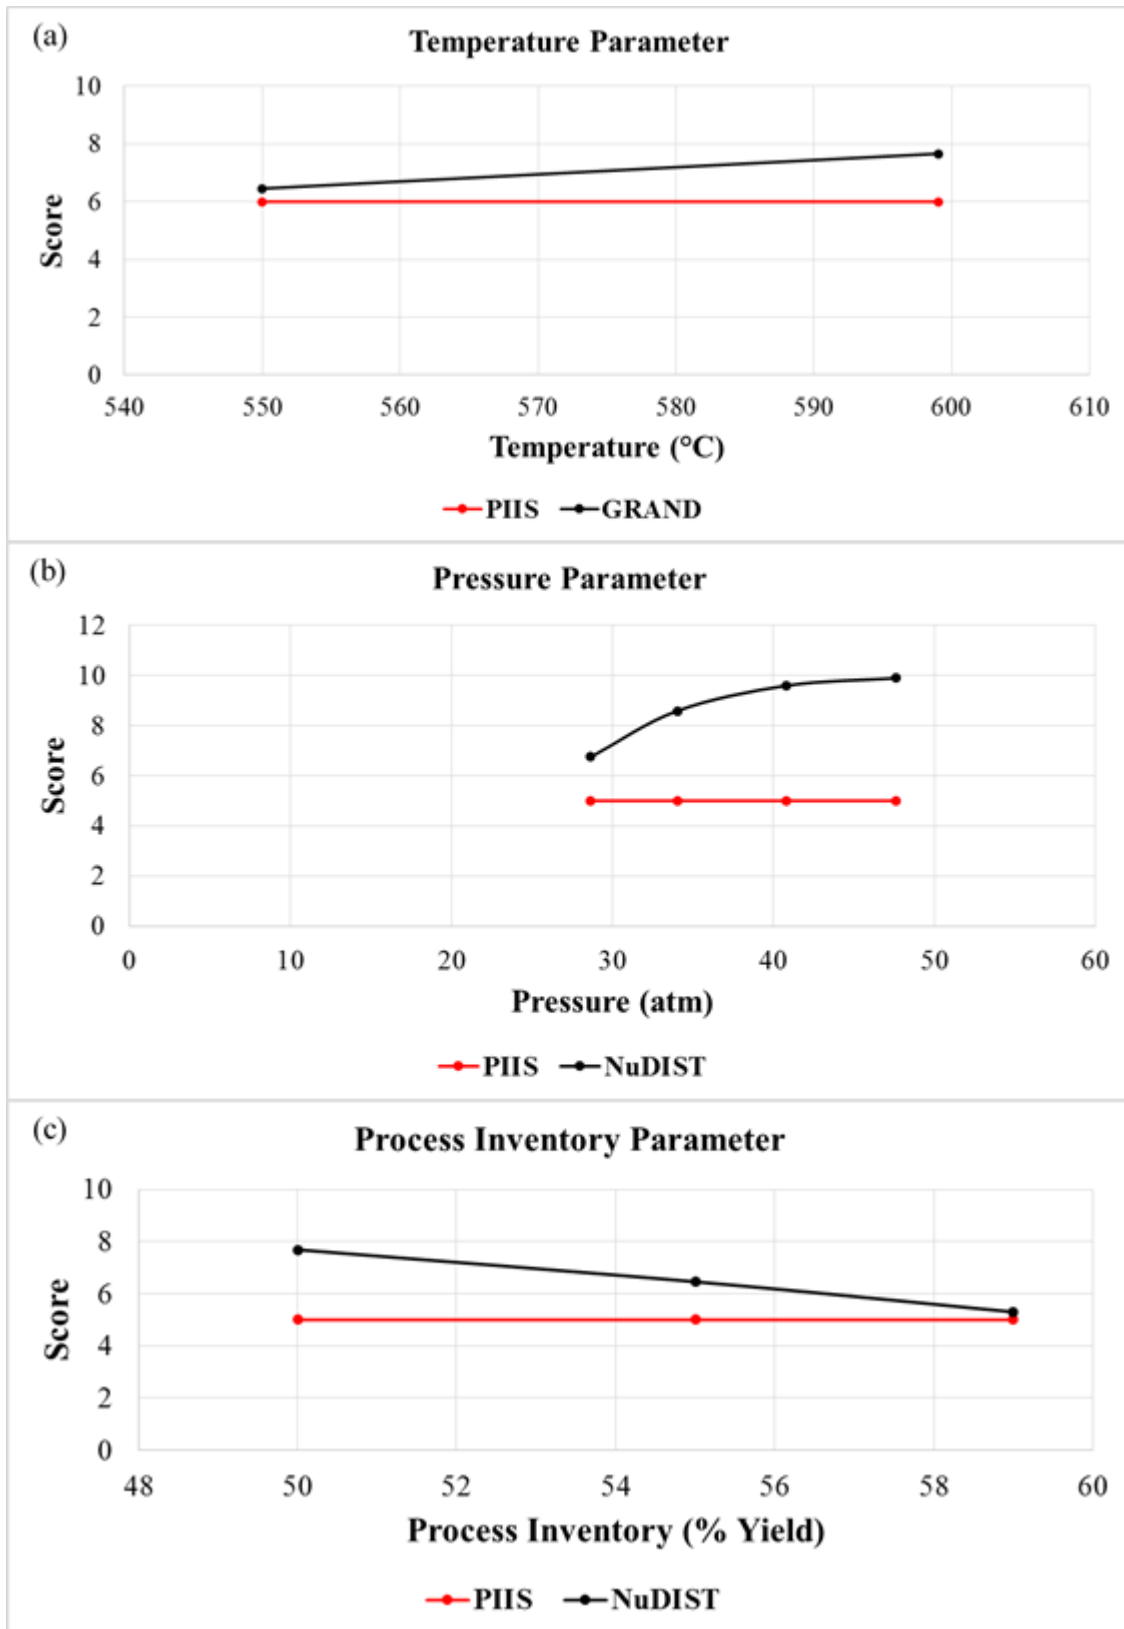 (a)
Temperature Parameter
10
8
6
4
2
0
Score
540 550 560 570 580 590 600 610
Temperature (°C)
PIIS GRAND
(b)
Pressure Parameter
12
10
8
6
4
2
0
Score
0 10 20 30 40 50 60
Pressure (atm)
PIIS NuDIST
(c)
Process Inventory Parameter
10
8
6
4
2
0
Score
48 50 52 54 56 58 60
Process Inventory (% Yield)
PIIS NuDIST